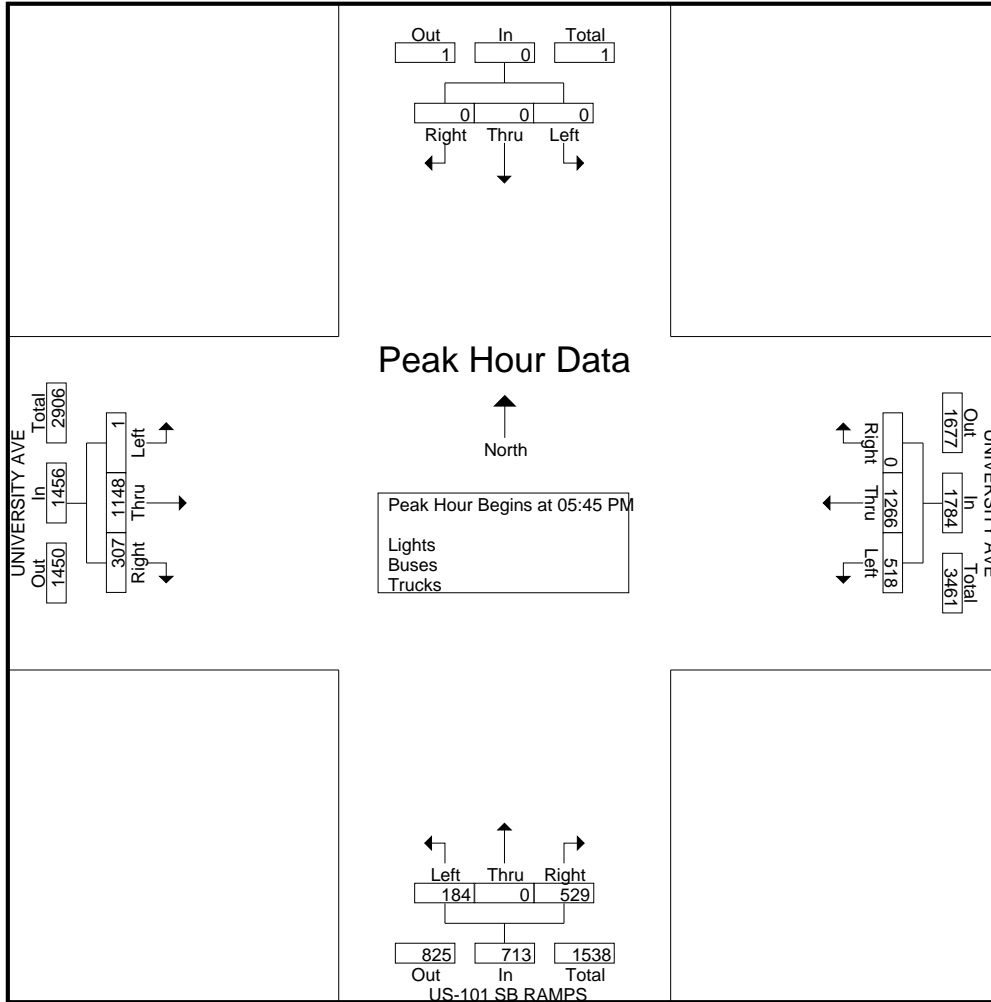 Out In Total
1 0 1
0 0 0
Right Thru Left
Peak Hour Data
North
Peak Hour Begins at 05:45 PM
Lights
Buses
Trucks
UNIVERSITY AVE
Out In Total
1450 1456 2906
307 1148 1
Right Thru Left
UNIVERSITY AVE
Out In Total
1677 1784 3461
0 1266 518
Right Thru Left
Left Thru Right
184 0 529
825 713 1538
Out In Total
US-101 SB RAMPS